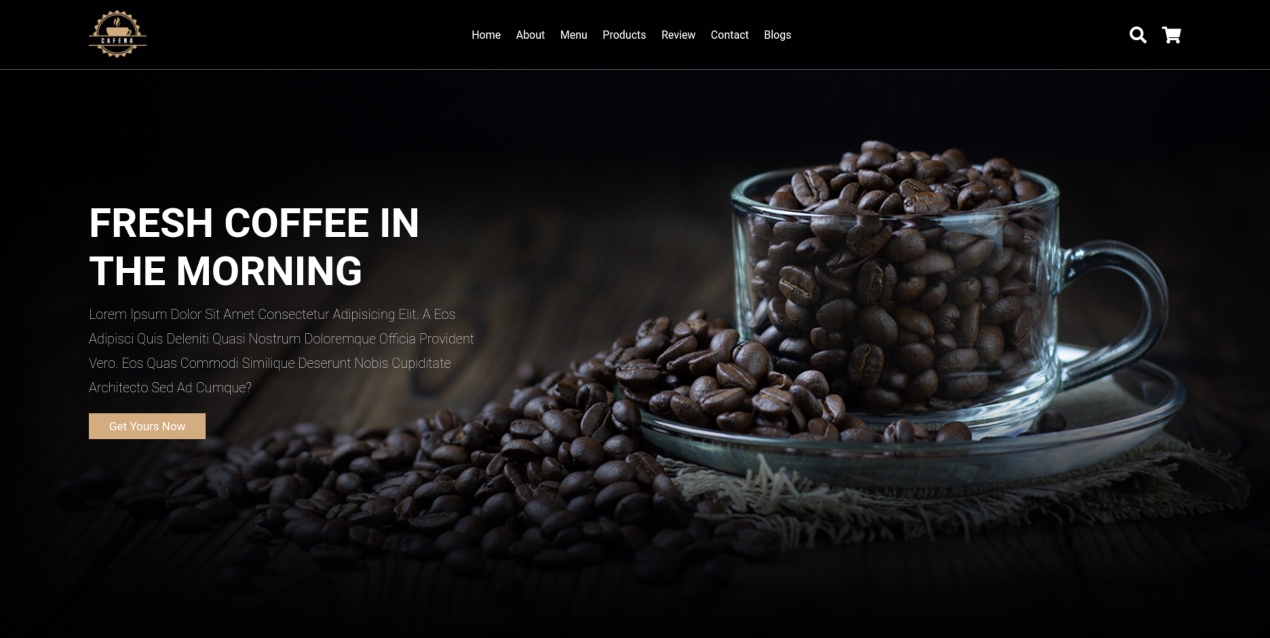 CAFENA
Home About Menu Products Review Contact Blogs
FRESH COFFEE IN
THE MORNING
Lorem Ipsum Dolor Sit Amet Consectetur Adipisicing Elit. A Eos
Adipisci Quis Deleniti Quasi Nostrum Doloremque Officia Provident
Vero. Eos Quas Commodi Similique Deserunt Nobis Cupiditate
Architecto Sed Ad Cumque?
Get Yours Now